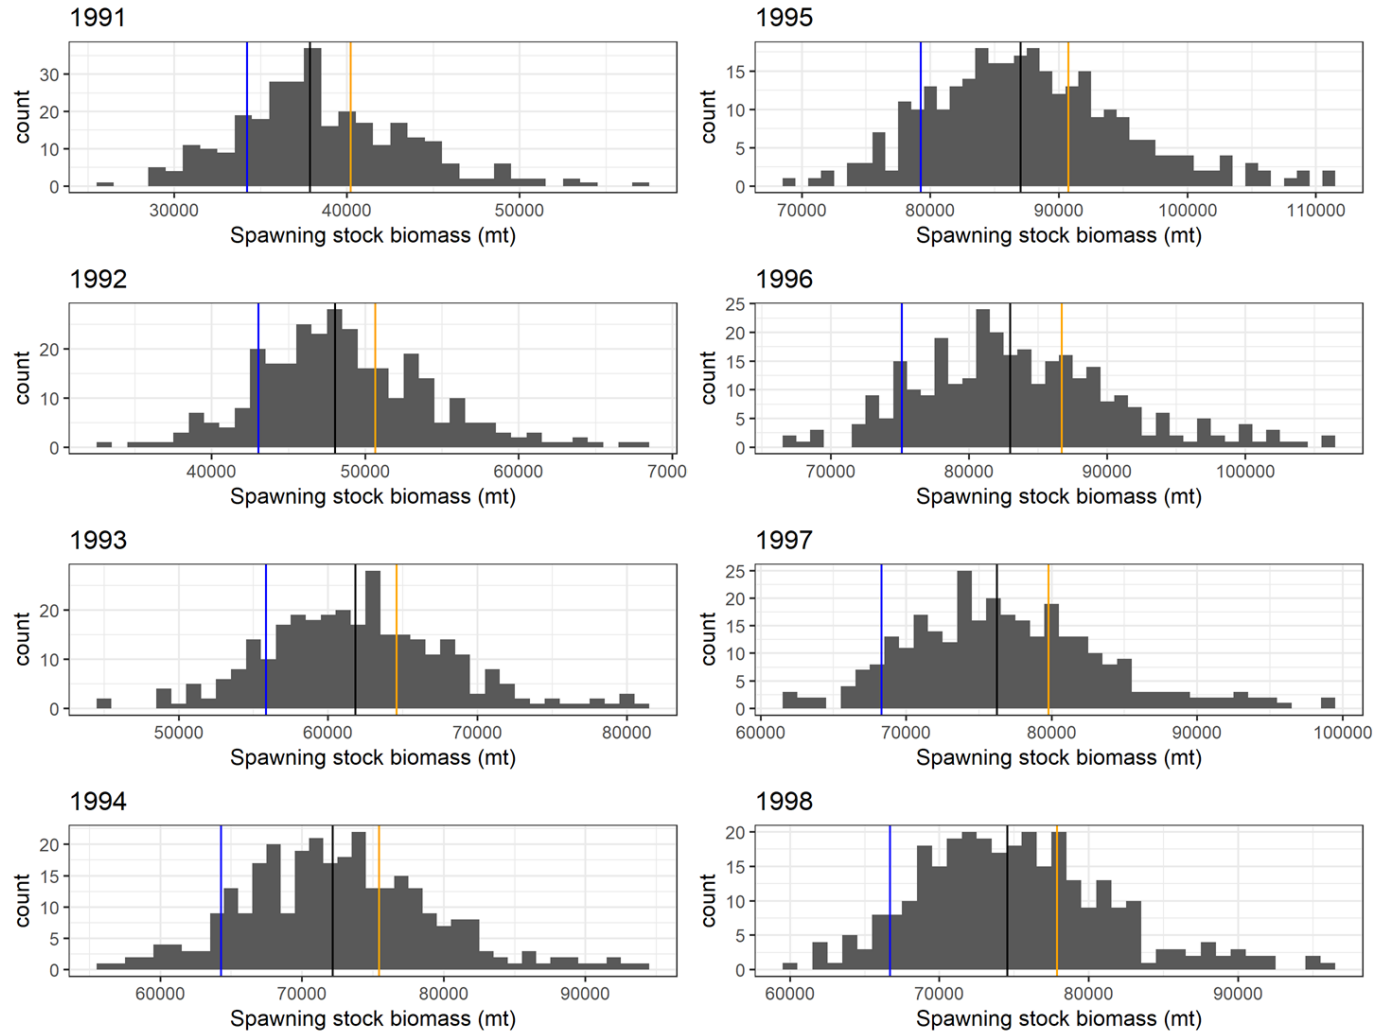 1991
count
30
20
10
0
30000 40000 50000
Spawning stock biomass (mt)
1995
count
15
10
5
0
70000 80000 90000 100000 110000
Spawning stock biomass (mt)
1992
count
20
10
0
40000 50000 60000 7000
Spawning stock biomass (mt)
1996
count
25
20
15
10
5
0
70000 80000 90000 100000
Spawning stock biomass (mt)
1993
count
20
10
0
50000 60000 70000 80000
Spawning stock biomass (mt)
1997
count
25
20
15
10
5
0
60000 70000 80000 90000 100000
Spawning stock biomass (mt)
1994
count
20
15
10
5
0
60000 70000 80000 90000
Spawning stock biomass (mt)
1998
count
20
15
10
5
0
60000 70000 80000 90000
Spawning stock biomass (mt)